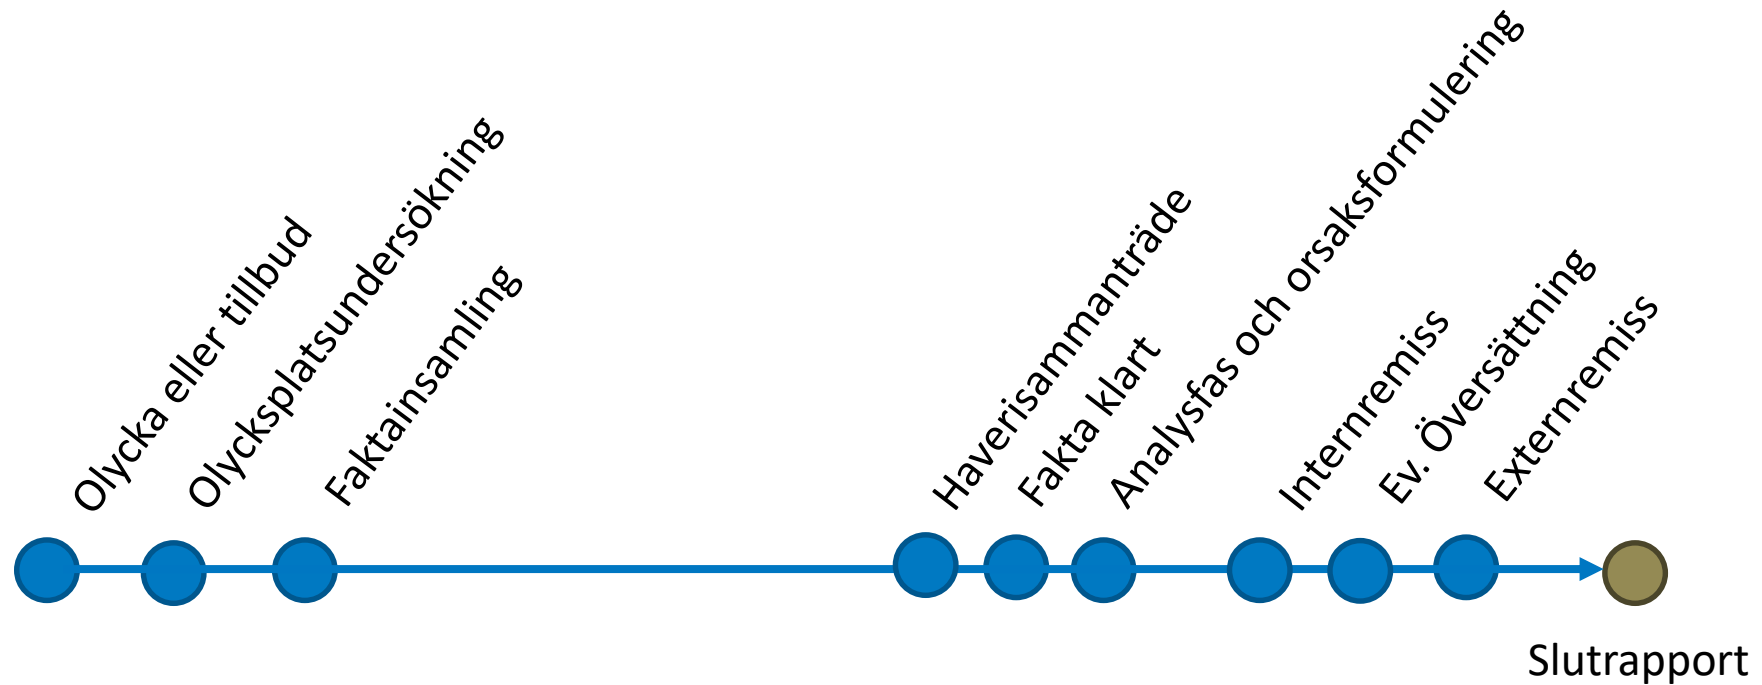 Olycka eller tillbud
Olycksplatsundersökning
Faktainsamling
Haverisammanträde
Fakta klart
Analysfas och orsaksformulering
Internremiss
Ev. Översättning
Externremiss
Slutrapport